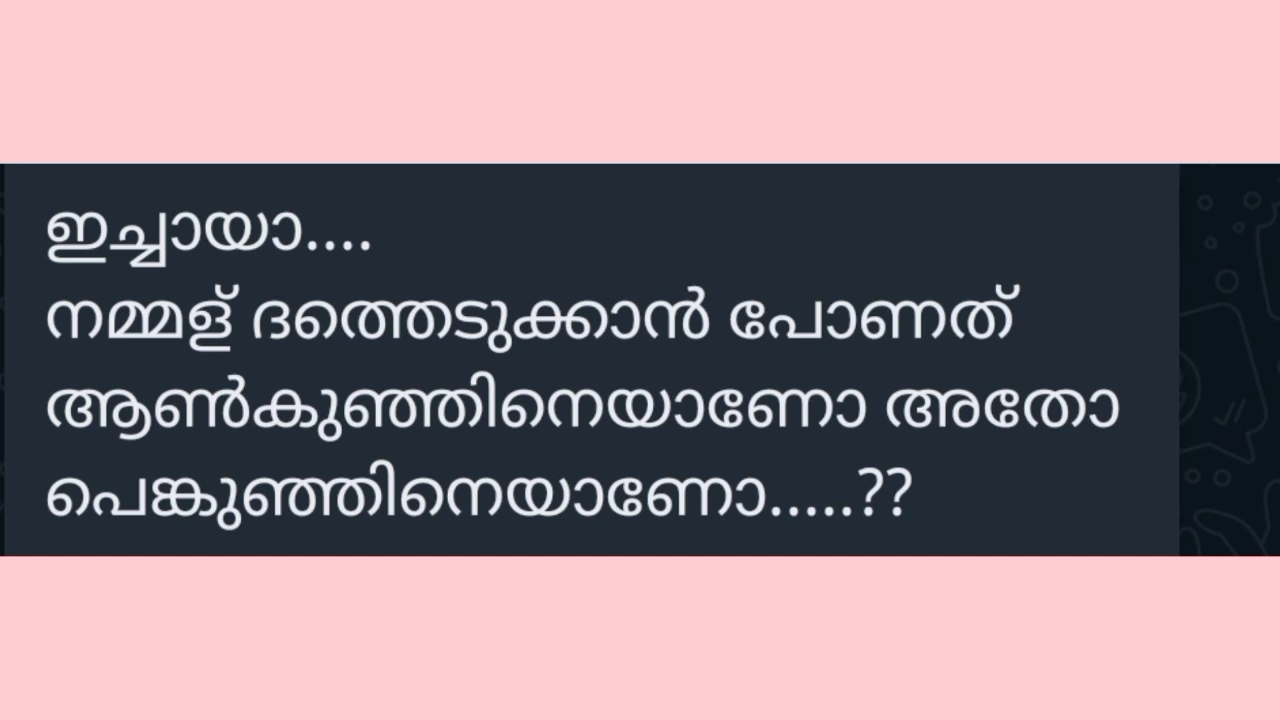 ഇച്ചായാ....
നമ്മള് ദത്തെടുക്കാൻ പോണത്
ആൺകുഞ്ഞിനെയാണോ അതോ
പെങ്കുഞ്ഞിനെയാണോ.....??